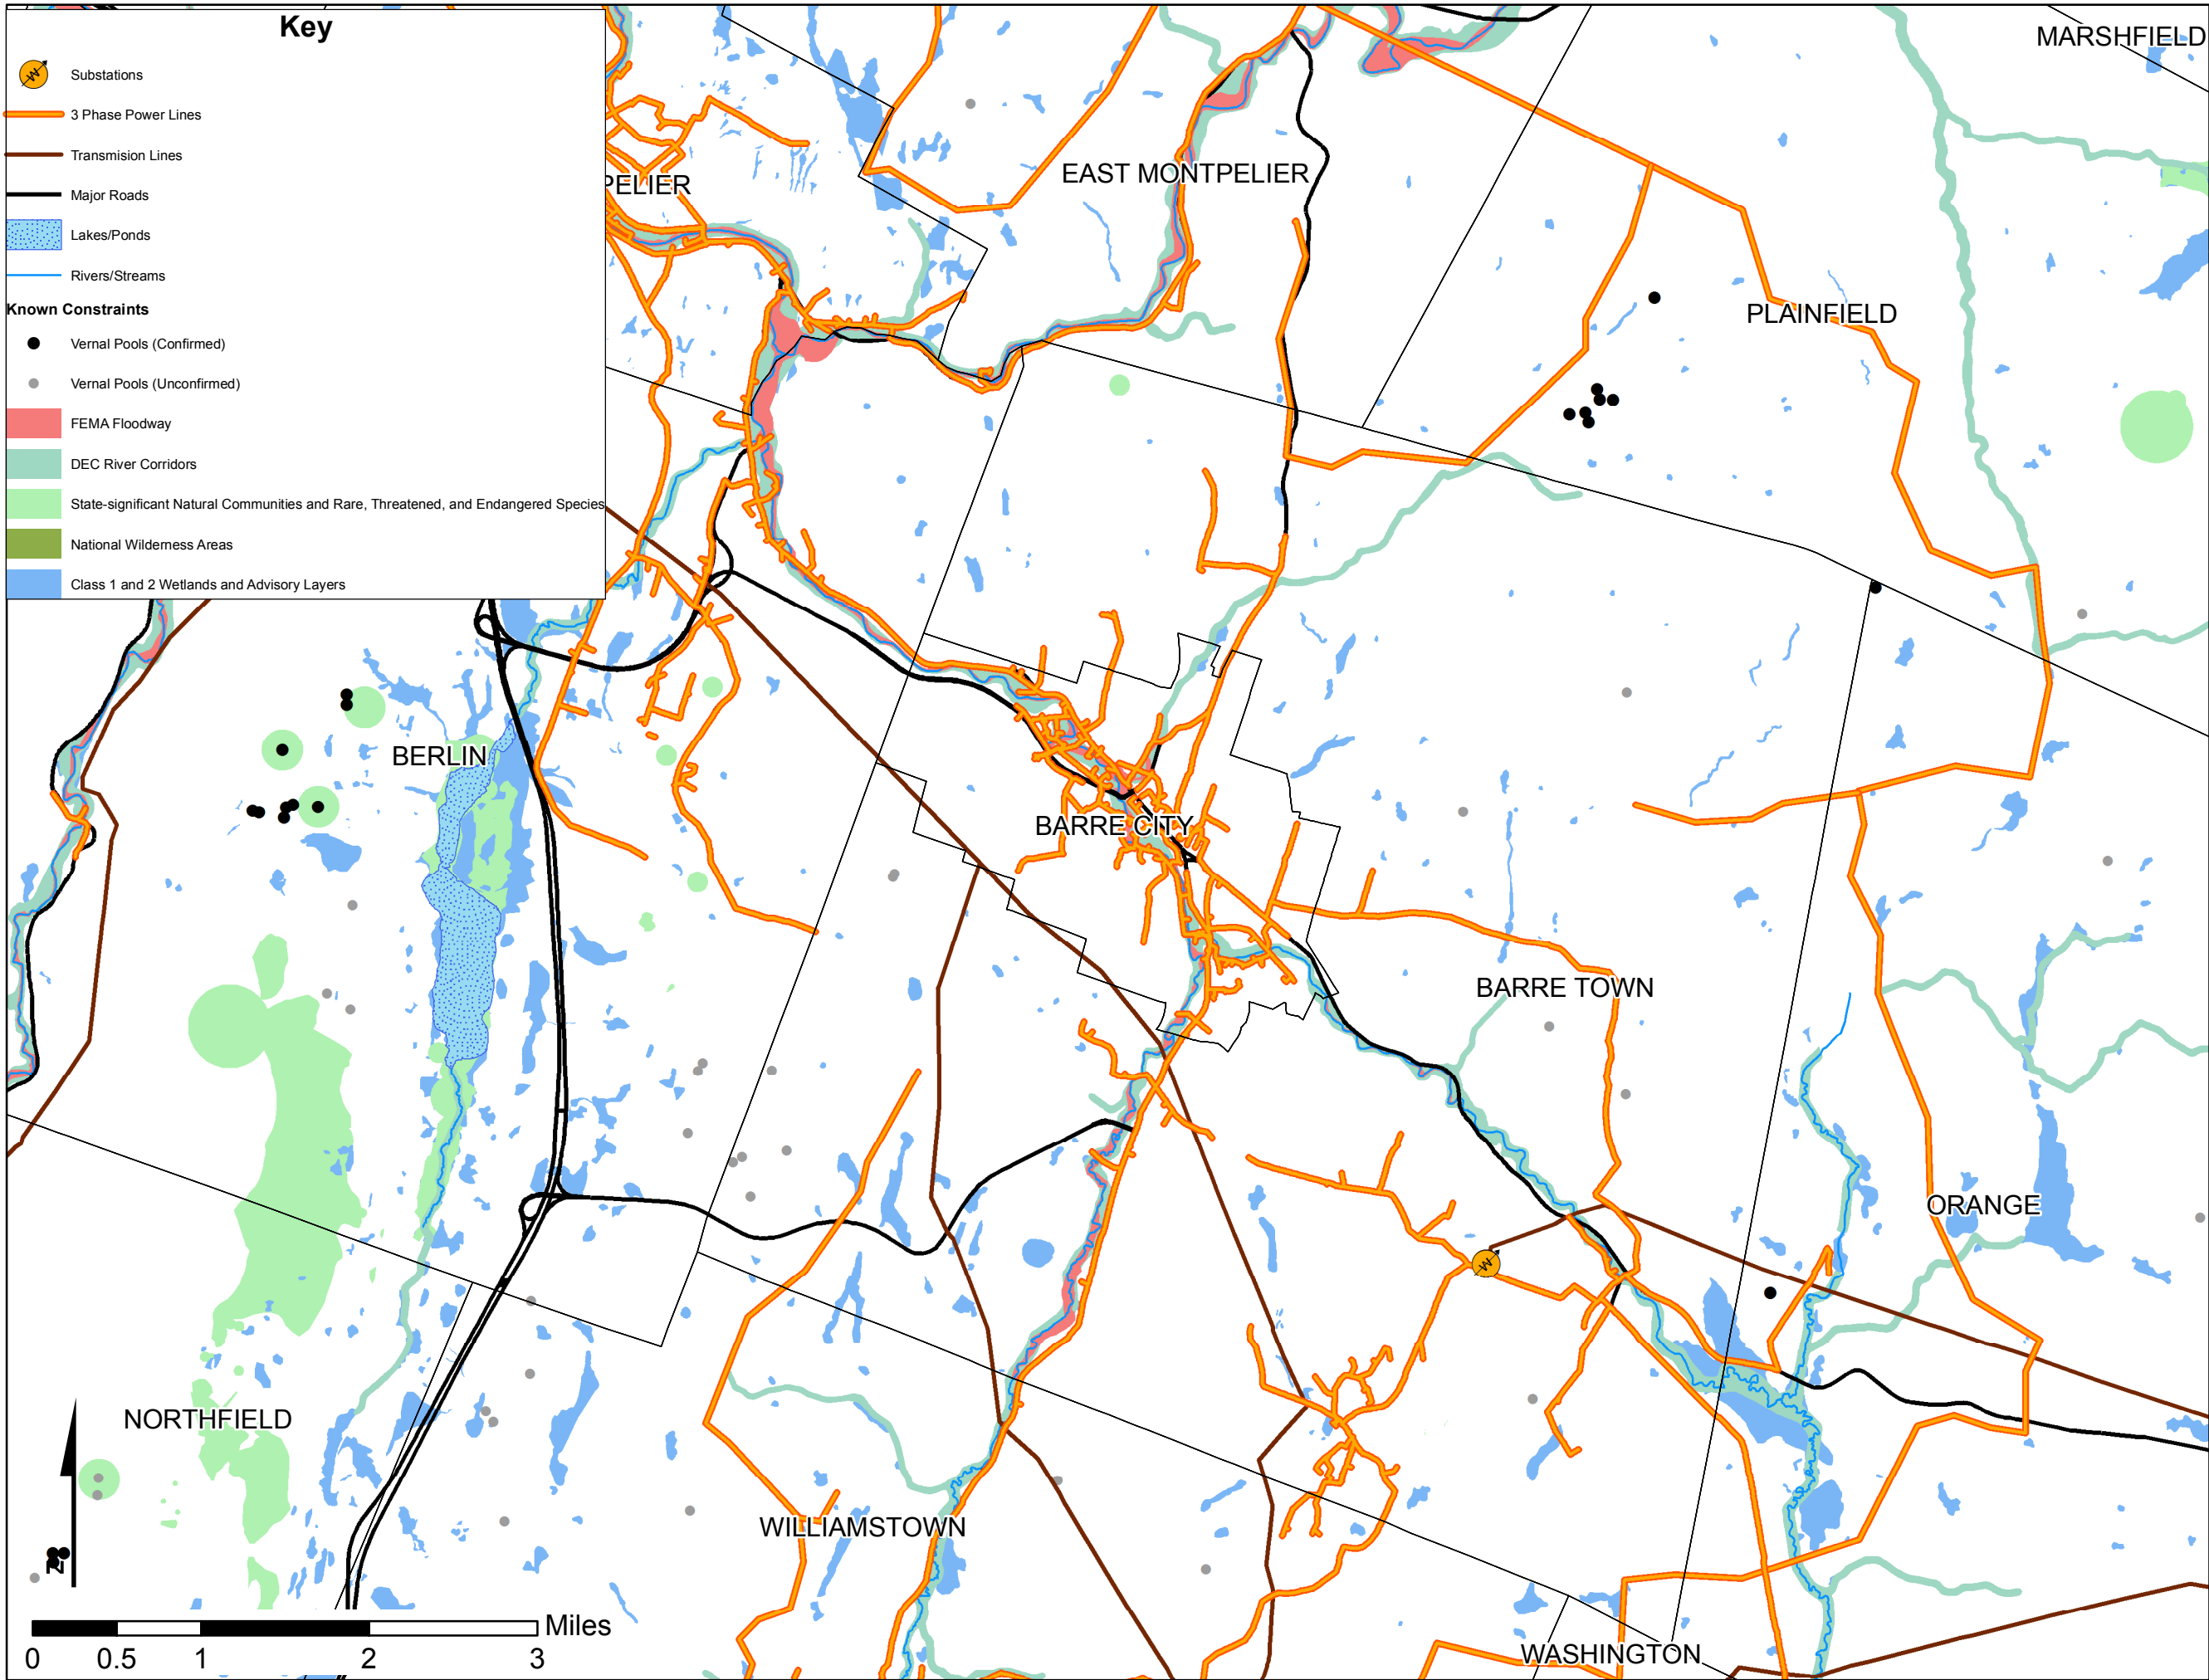 Key
Substations
3 Phase Power Lines
Transmision Lines
Major Roads
Lakes/Ponds
Rivers/Streams
Known Constraints
Vernal Pools (Confirmed)
Vernal Pools (Unconfirmed)
FEMA Floodway
DEC River Corridors
State-significant Natural Communities and Rare, Threatened, and Endangered Species
National Wilderness Areas
Class 1 and 2 Wetlands and Advisory Layers
MARSHFIELD
EAST MONTPELIER
PELIER
PLAINFIELD
BERLIN
BARRE CITY
BARRE TOWN
ORANGE
NORTHFIELD
WILLIAMSTOWN
WASHINGTON
Miles
0 0.5 1 2 3